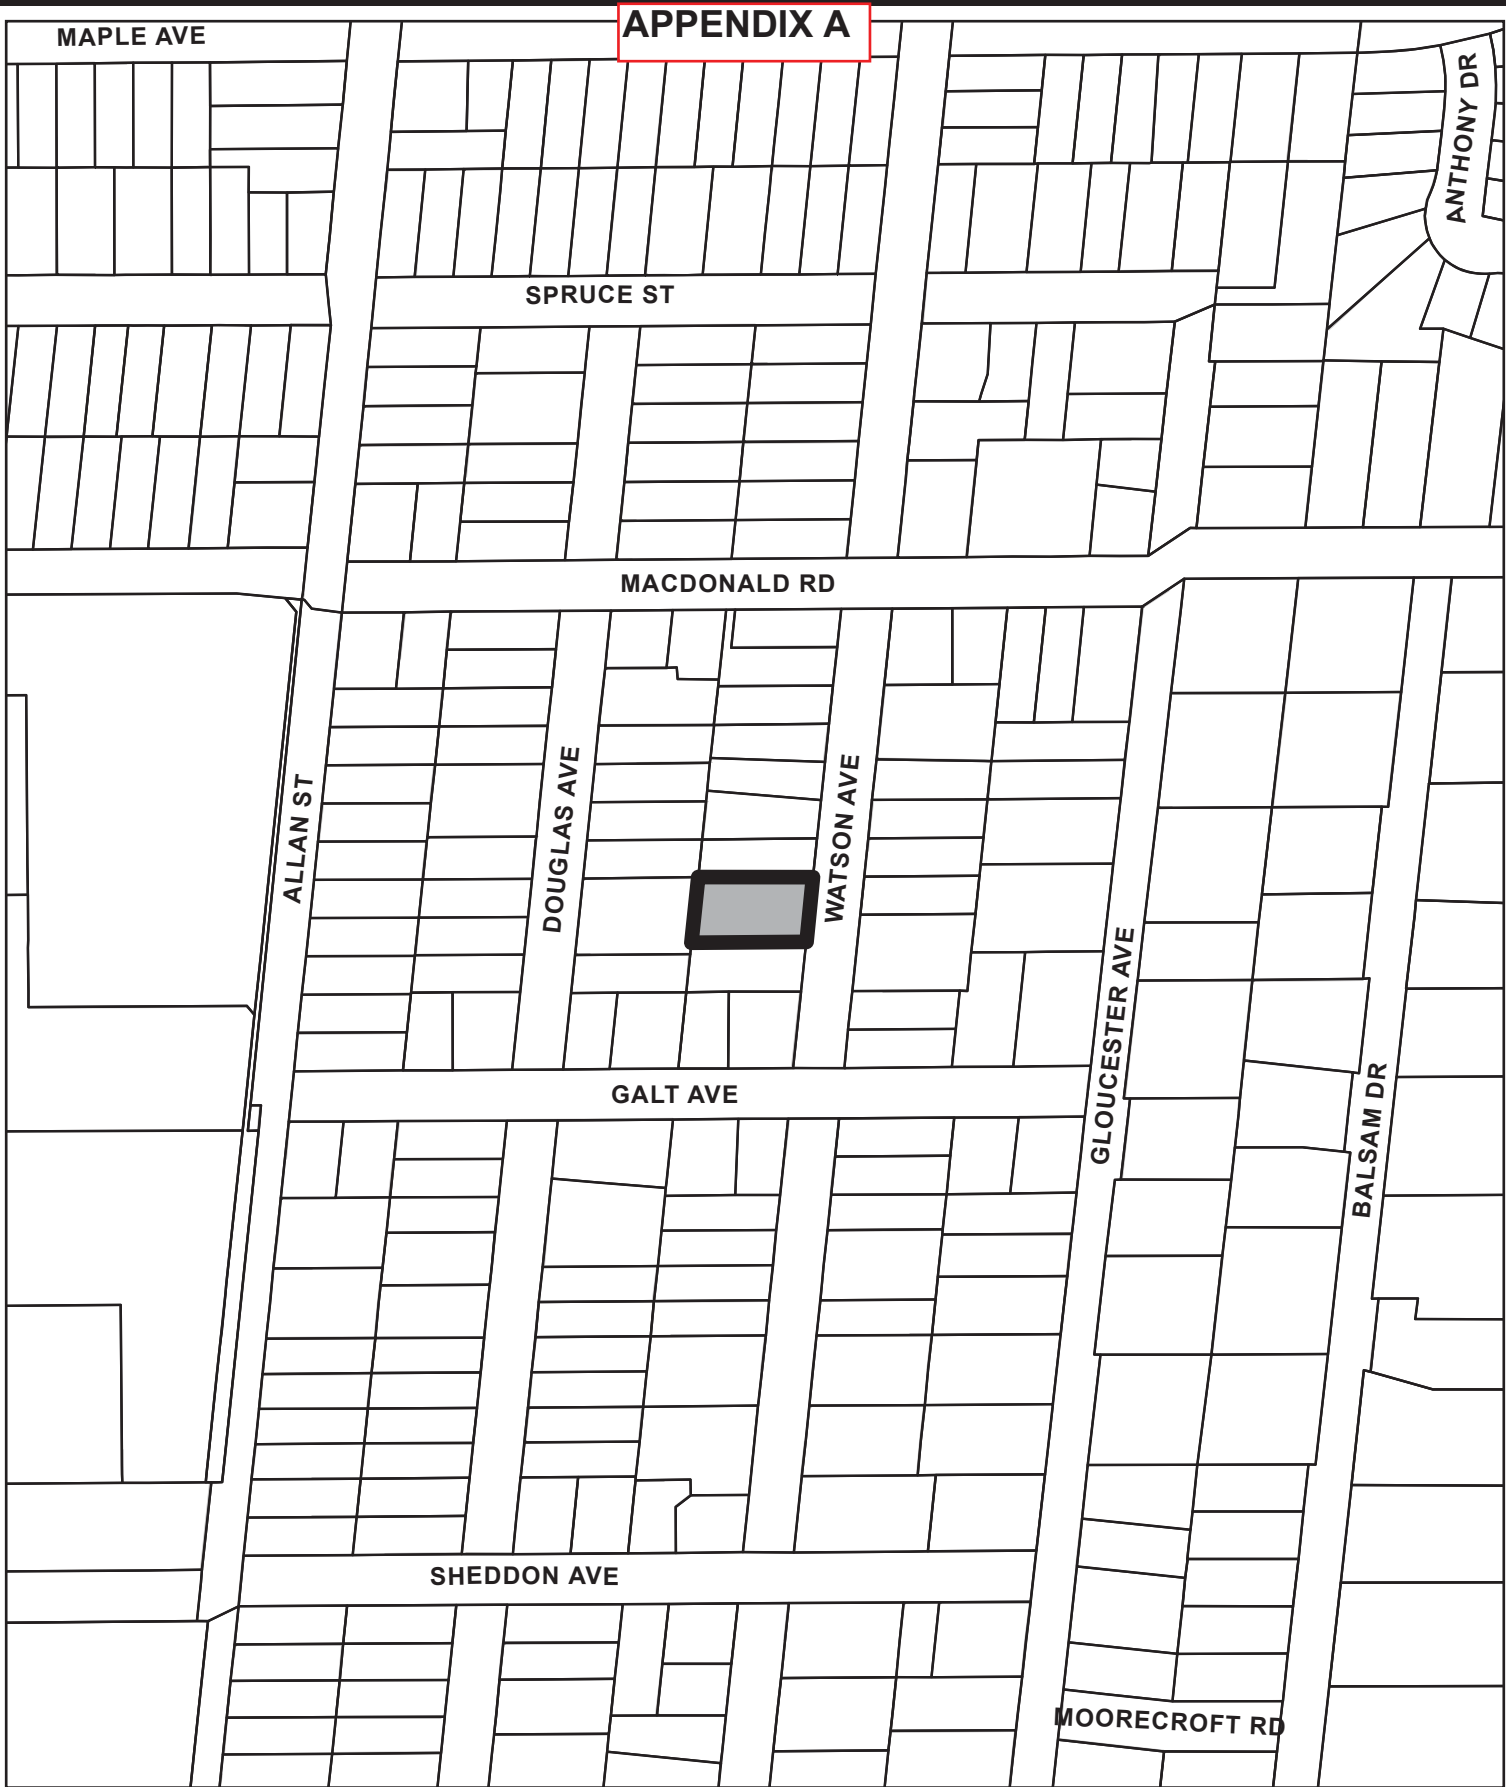 APPENDIX A
MAPLE AVE
ANTHONY DR
SPRUCE ST
MACDONALD RD
ALLAN ST
DOUGLAS AVE
WATSON AVE
GLOUCESTER AVE
GALT AVE
BALSAM DR
SHEDDON AVE
MOORECROFT RD